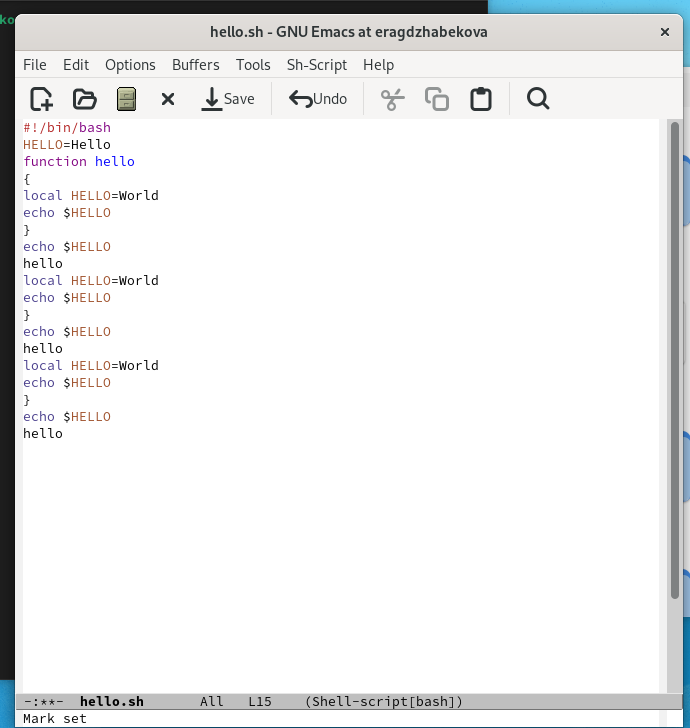 ko
hello.sh - GNU Emacs at eragdzhabekova
File Edit Options Buffers Tools Sh-Script Help
Save Undo
#!/bin/bash
HELLO=Hello
function hello
{
local HELLO=World
echo $HELLO
}
echo $HELLO
hello
local HELLO=World
echo $HELLO
}
echo $HELLO
hello
local HELLO=World
echo $HELLO
}
echo $HELLO
hello
-:**- hello.sh All L15 (Shell-script[bash])
Mark set